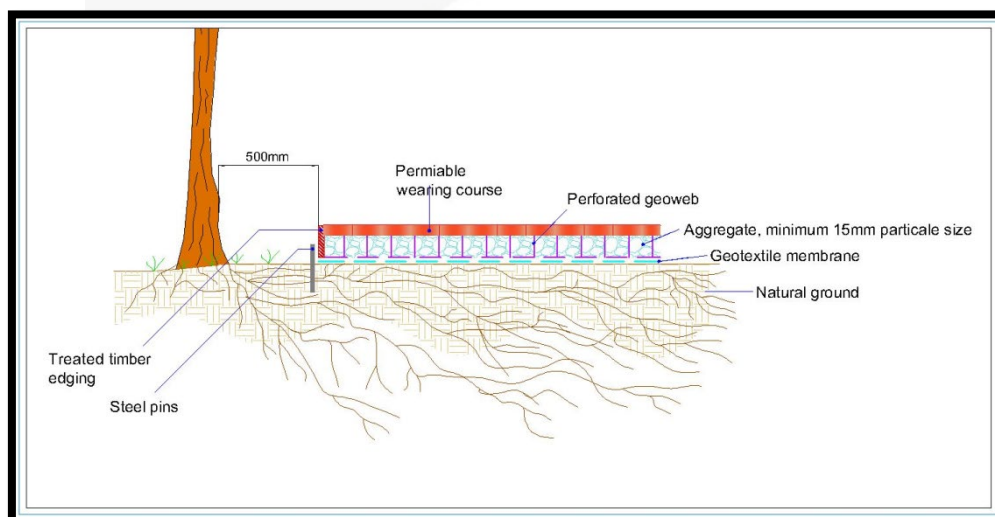 500mm
Permiable
wearing course
Perforated geoweb
Aggregate, minimum 15mm particale size
Geotextile membrane
Natural ground
Treated timber
edging
Steel pins